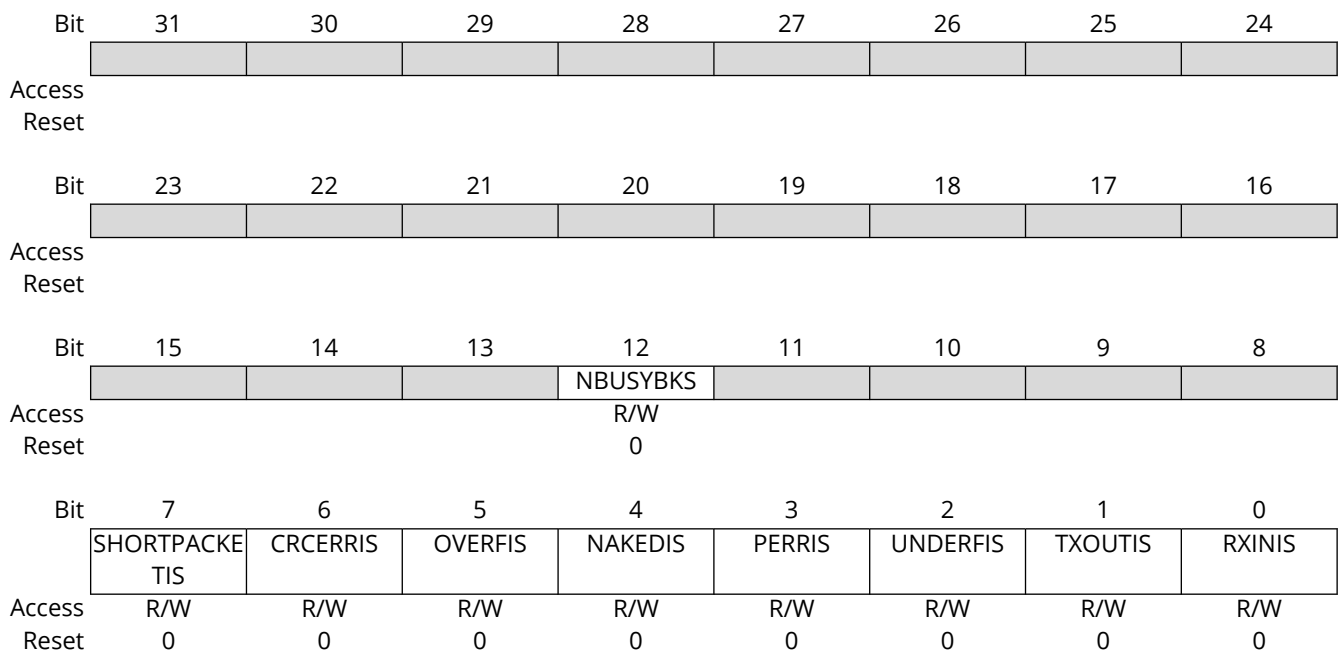 Bit 31 30 29 28 27 26 25 24
Access
Reset
Bit 23 22 21 20 19 18 17 16
Access
Reset
Bit 15 14 13 12 11 10 9 8
NBUSYBKS
Access R/W
Reset 0
Bit 7 6 5 4 3 2 1 0
SHORTPACKE CRCERRIS OVERFIS NAKEDIS PERRIS UNDERFIS TXOUTIS RXINIS
TIS
Access R/W R/W R/W R/W R/W R/W R/W R/W
Reset 0 0 0 0 0 0 0 0